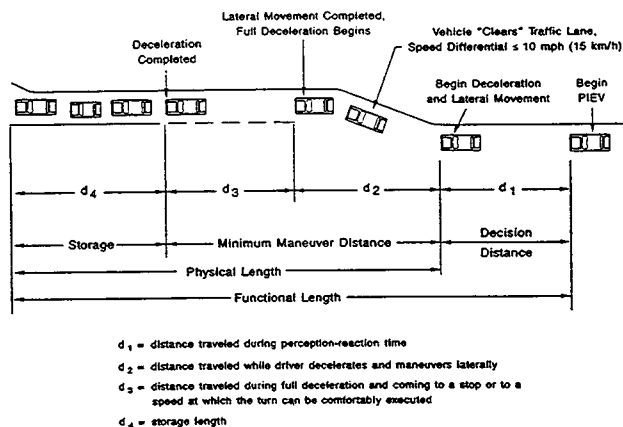 Lateral Movement Completed,
Full Deceleration Begins
Vehicle "Clears" Traffic Lane,
Speed Differential ≤ 10 mph (15 km/h)
Deceleration
Completed
Begin Deceleration
and Lateral Movement
Begin
PIEV
d4
d3
d2
d1
Storage
Minimum Maneuver Distance
Decision
Distance
Physical Length
Functional Length
d1 = distance traveled during perception-reaction time
d2 = distance traveled while driver decelerates and maneuvers laterally
d3 = distance traveled during full deceleration and coming to a stop or to a
speed at which the turn can be comfortably executed
d4 = storage length